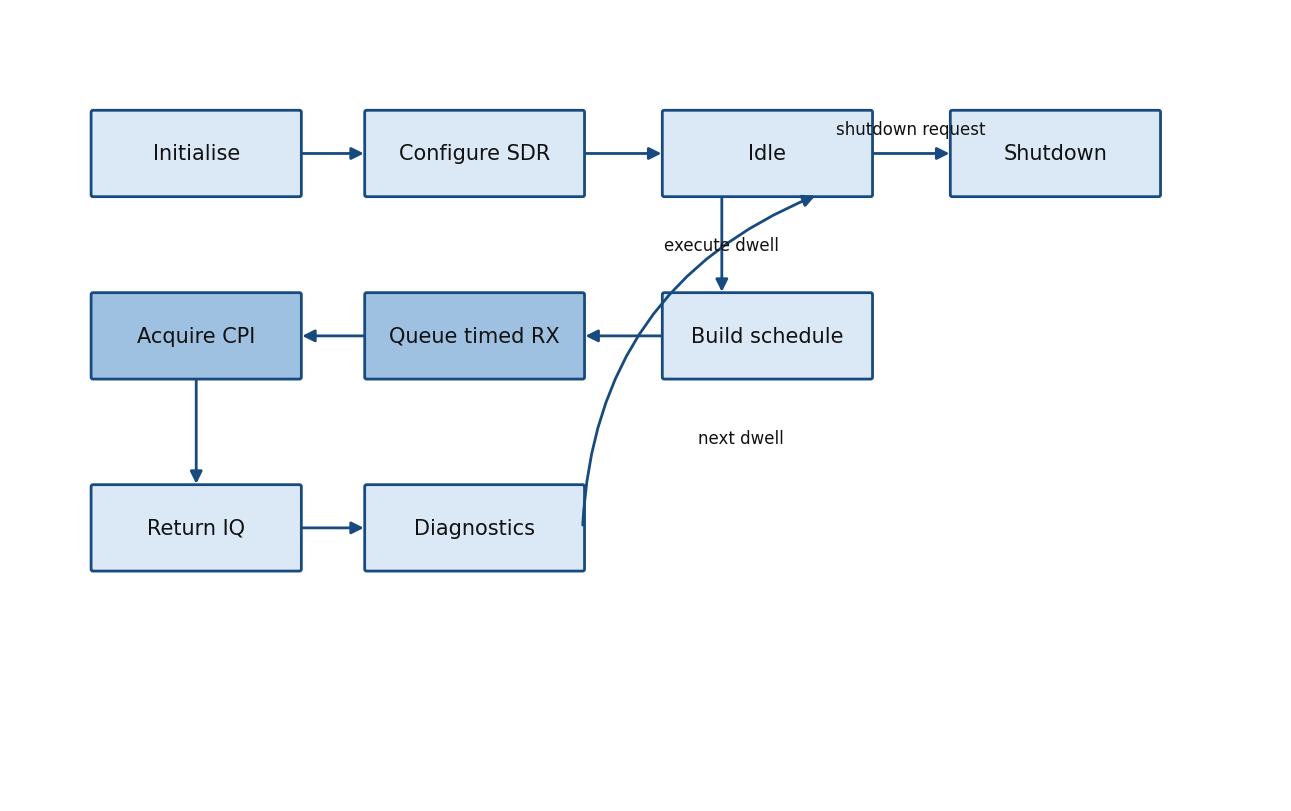 Initialise
Configure SDR
Idle
shutdown request
Shutdown
execute dwell
Acquire CPI
Queue timed RX
Build schedule
next dwell
Return IQ
Diagnostics